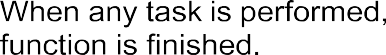 When any task is performed,
function is finished.